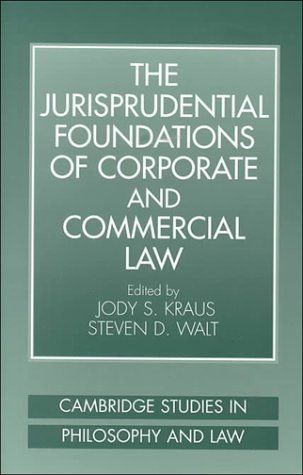 THE
JURISPRUDENTIAL
FOUNDATIONS
OF CORPORATE
AND
COMMERCIAL
LAW
Edited by
JODY S. KRAUS
STEVEN D. WALT
CAMBRIDGE STUDIES IN
PHILOSOPHY AND LAW